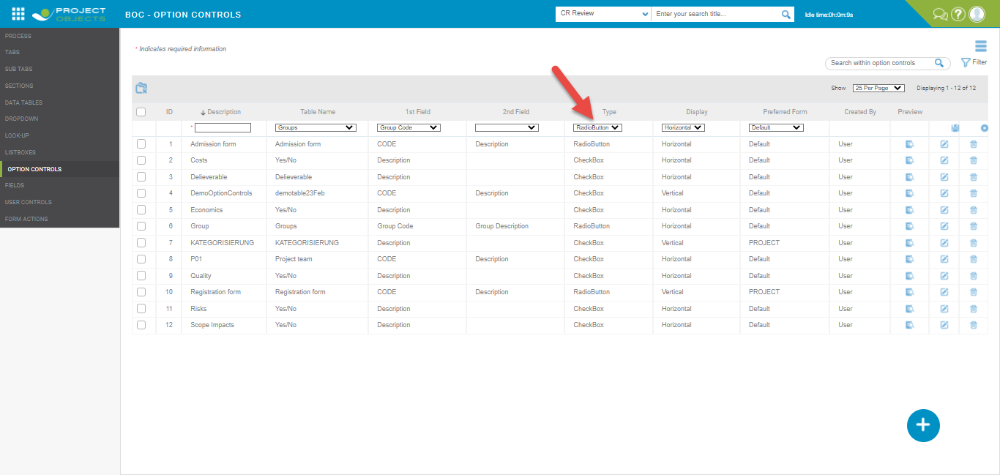 PROJECT OBJECTS
BOC - OPTION CONTROLS
CR Review
Enter your search title...
Idle time:0h:0m:9s
PROCESS
TABS
SUB TABS
SECTIONS
DATA TABLES
DROPDOWN
LOOK-UP
LISTBOXES
OPTION CONTROLS
FIELDS
USER CONTROLS
FORM ACTIONS
* Indicates required information
Search within option controls
Filter
Show 25 Per Page Displaying 1 - 12 of 12
ID Description Table Name 1st Field 2nd Field Type Display Preferred Form Created By Preview
* Groups Group Code RadioButton Horizontal Default
1 Admission form Admission form CODE Description RadioButton Horizontal Default User
2 Costs Yes/No Description CheckBox Horizontal Default User
3 Delieverable Delieverable Description CheckBox Horizontal Default User
4 DemoOptionControls demotable23Feb CODE Description CheckBox Vertical Default User
5 Economics Yes/No Description CheckBox Horizontal Default User
6 Group Groups Group Code Group Description RadioButton Horizontal Default User
7 KATEGORISIERUNG KATEGORISIERUNG Description CheckBox Vertical PROJECT User
8 P01 Project team CODE Description CheckBox Horizontal Default User
9 Quality Yes/No Description CheckBox Horizontal Default User
10 Registration form Registration form CODE Description RadioButton Vertical PROJECT User
11 Risks Yes/No Description CheckBox Horizontal Default User
12 Scope Impacts Yes/No Description CheckBox Horizontal Default User